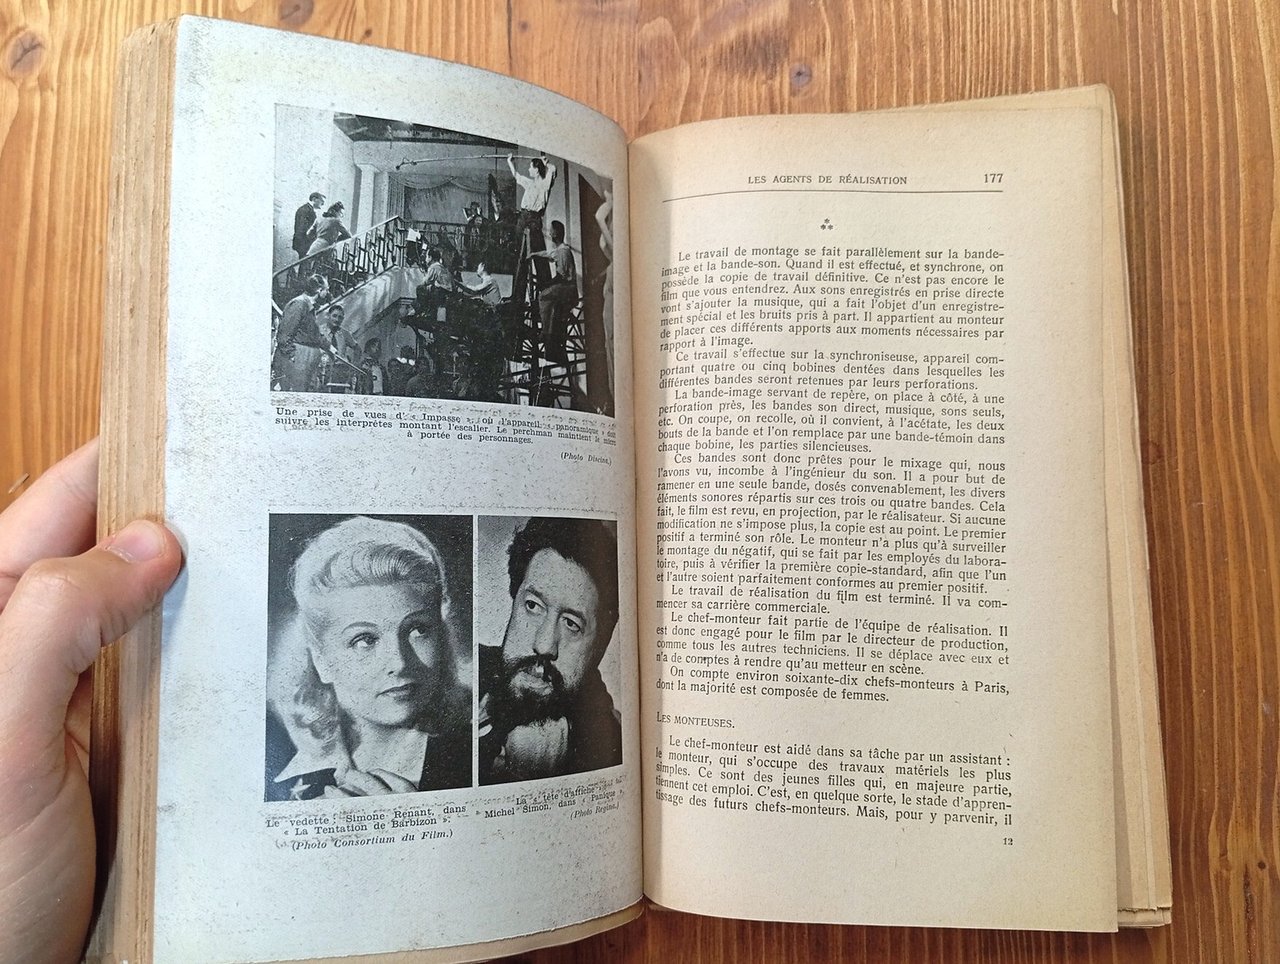 Une prise de vues d' « Impasse », où l'appareil « panoramique » doit
suivre les interprètes montant l'escalier. Le perchman maintient le micro
à portée des personnages.
(Photo Discina.)
Le vedette : Simone Renant, dans
« La Tentation de Barbizon ».
(Photo Consortium du Film.)
La « tête d'affiche »
Michel Simon, dans « Panique ».
(Photo Regina.)
LES AGENTS DE RÉALISATION 177
***
Le travail de montage se fait parallèlement sur la bande-
image et la bande-son. Quand il est effectué, et synchrone, on
possède la copie de travail définitive. Ce n'est pas encore le
film que vous entendrez. Aux sons enregistrés en prise directe
vont s'ajouter la musique, qui a fait l'objet d'un enregistre-
ment spécial et les bruits pris à part. Il appartient au monteur
de placer ces différents apports aux moments nécessaires par
rapport à l'image.
Ce travail s'effectue sur la synchroniseuse, appareil com-
portant quatre ou cinq bobines dentées dans lesquelles les
différentes bandes seront retenues par leurs perforations.
La bande-image servant de repère, on place à côté, à une
perforation près, les bandes son direct, musique, sons seuls,
etc. On coupe, on recolle, où il convient, à l'acétate, les deux
bouts de la bande et l'on remplace par une bande-témoin dans
chaque bobine, les parties silencieuses.
Ces bandes sont donc prêtes pour le mixage qui, nous
l'avons vu, incombe à l'ingénieur du son. Il a pour but de
ramener en une seule bande, dosés convenablement, les divers
éléments sonores répartis sur ces trois ou quatre bandes. Cela
fait, le film est revu, en projection, par le réalisateur. Si aucune
modification ne s'impose plus, la copie est au point. Le premier
positif a terminé son rôle. Le monteur n'a plus qu'à surveiller
le montage du négatif, qui se fait par les employés du labora-
toire, puis à vérifier la première copie-standard, afin que l'un
et l'autre soient parfaitement conformes au premier positif.
Le travail de réalisation du film est terminé. Il va com-
mencer sa carrière commerciale.
Le chef-monteur fait partie de l'équipe de réalisation. Il
est donc engagé pour le film par le directeur de production,
comme tous les autres techniciens. Il se déplace avec eux et
n'a de comptes à rendre qu'au metteur en scène.
On compte environ soixante-dix chefs-monteurs à Paris,
dont la majorité est composée de femmes.
LES MONTEUSES.
Le chef-monteur est aidé dans sa tâche par un assistant :
le monteur, qui s'occupe des travaux matériels les plus
simples. Ce sont des jeunes filles qui, en majeure partie,
tiennent cet emploi. C'est, en quelque sorte, le stade d'appren-
tissage des futurs chefs-monteurs. Mais, pour y parvenir, il
12